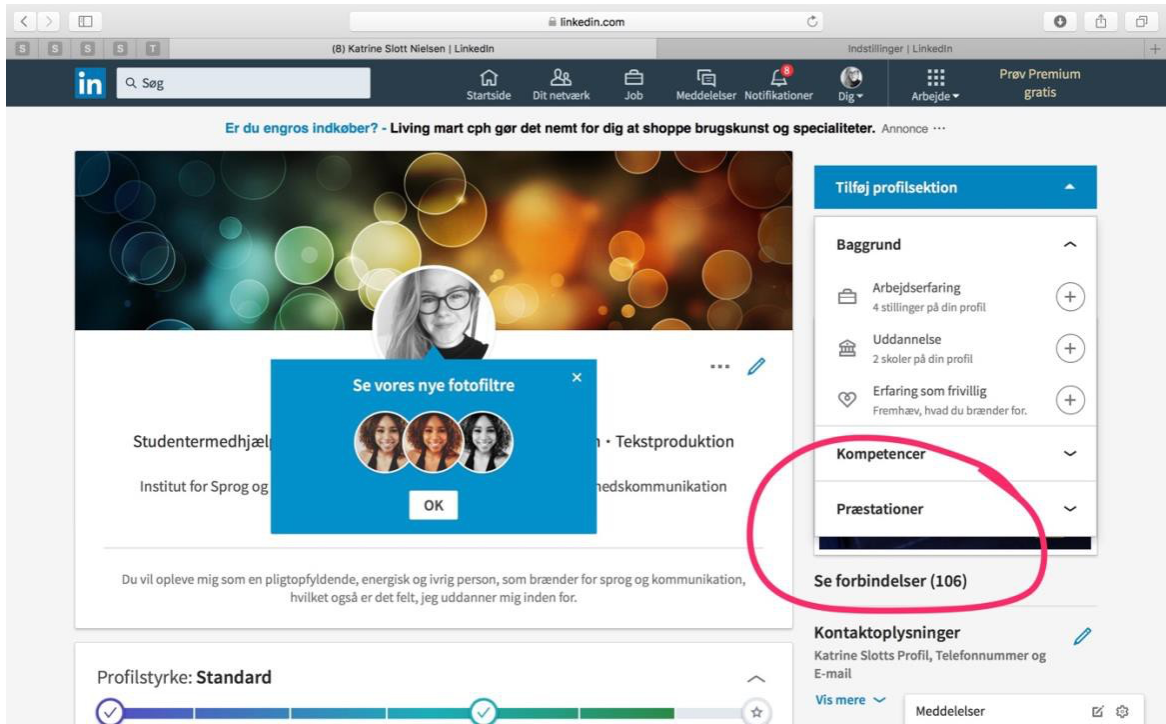 linkedin.com
S S S S T (8) Katrine Slott Nielsen | LinkedIn Indstillinger | LinkedIn
in Søg Startside Dit netværk Job Meddelelser 8 Notifikationer Dig Arbejde Prøv Premium gratis
Er du engros indkøber? - Living mart cph gør det nemt for dig at shoppe brugskunst og specialiteter. Annonce
Se vores nye fotofiltre
OK
Studentermedhjælp
Tekstproduktion
Institut for Sprog og
Du vil opleve mig som en pligtopfyldende, energisk og ivrig person, som brænder for sprog og kommunikation,
hvilket også er det felt, jeg uddanner mig inden for.
Profilstyrke: Standard
Tilføj profilsektion
Baggrund
Arbejdserfaring
4 stillinger på din profil
Uddannelse
2 skoler på din profil
Erfaring som frivillig
Fremhæv, hvad du brænder for.
Kompetencer
Præstationer
Se forbindelser (106)
Kontaktoplysninger
Katrine Slotts Profil, Telefonnummer og
E-mail
Vis mere
Meddelelser